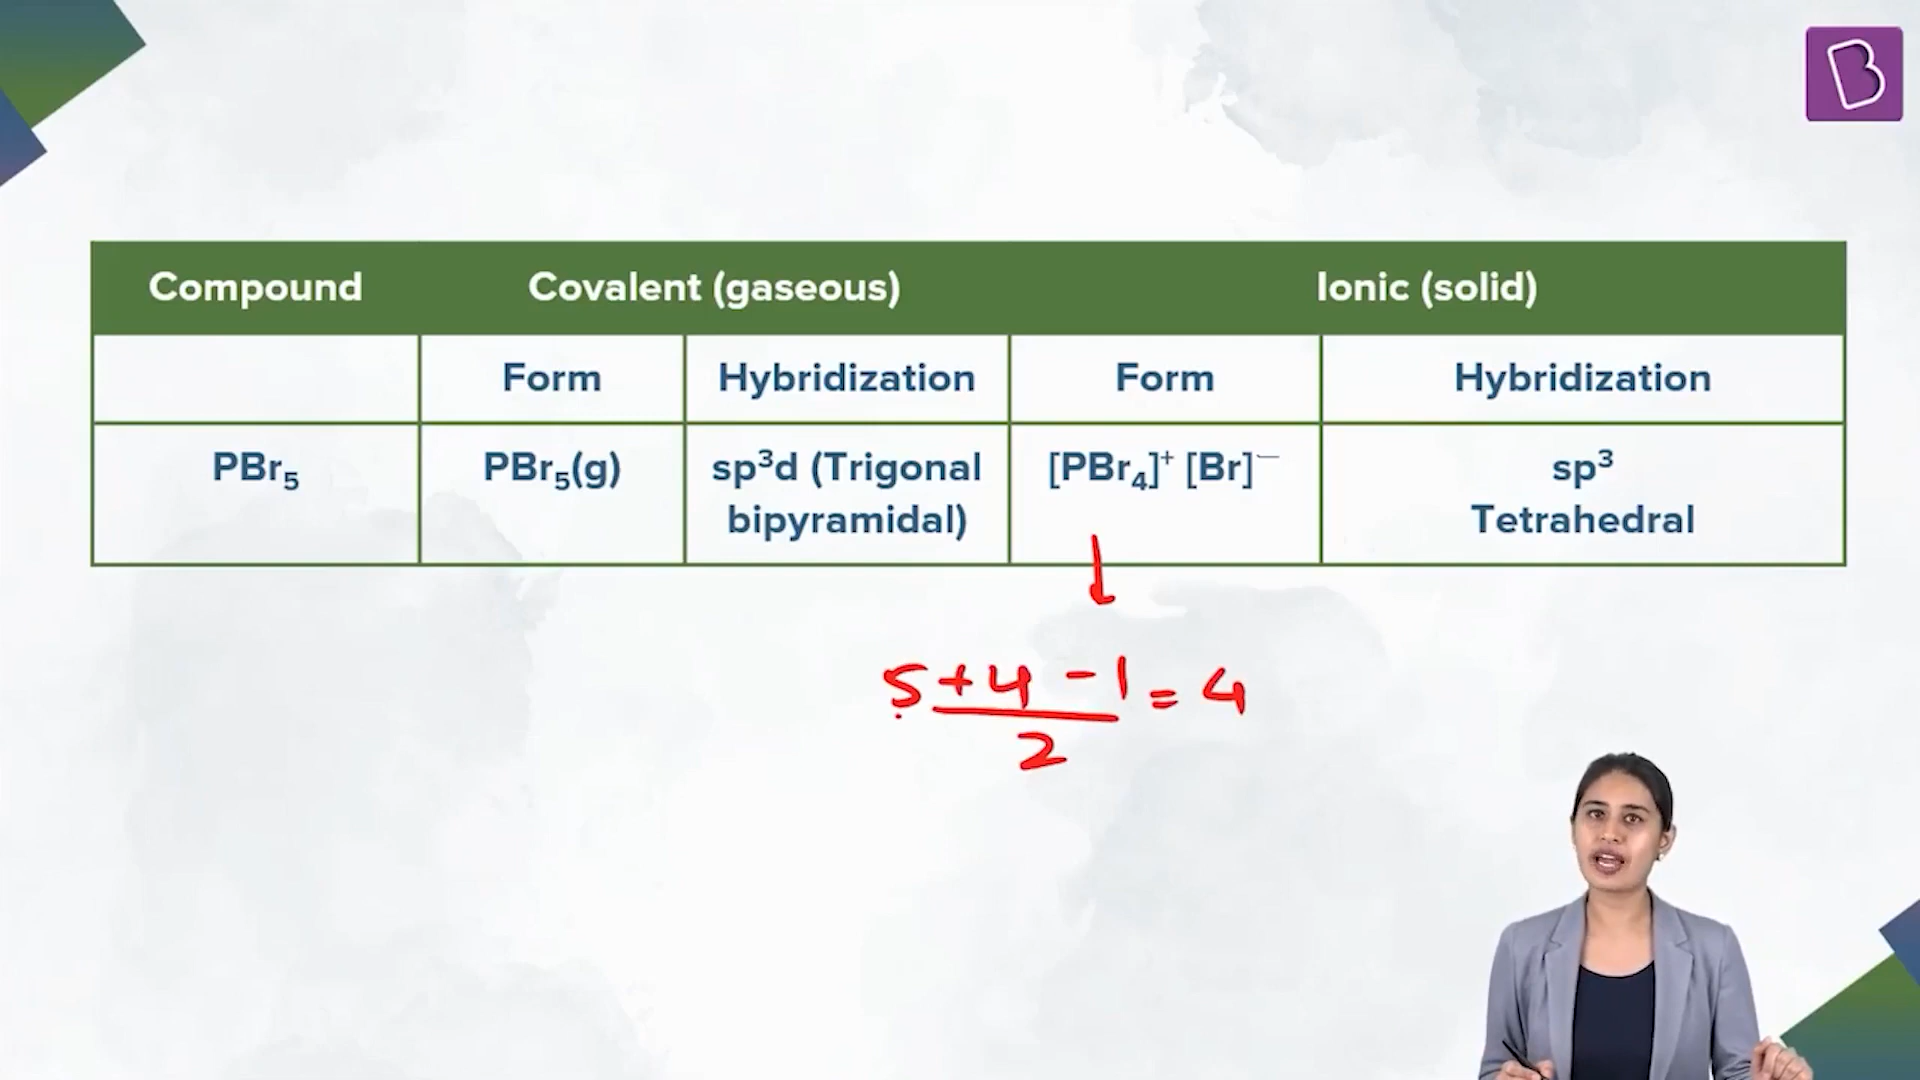 B
Compound Covalent (gaseous) Ionic (solid)
Form Hybridization Form Hybridization
PBr₅ PBr₅(g) sp³d (Trigonal bipyramidal) [PBr₄]⁺ [Br]⁻ sp³ Tetrahedral
5+4-1 = 4
2